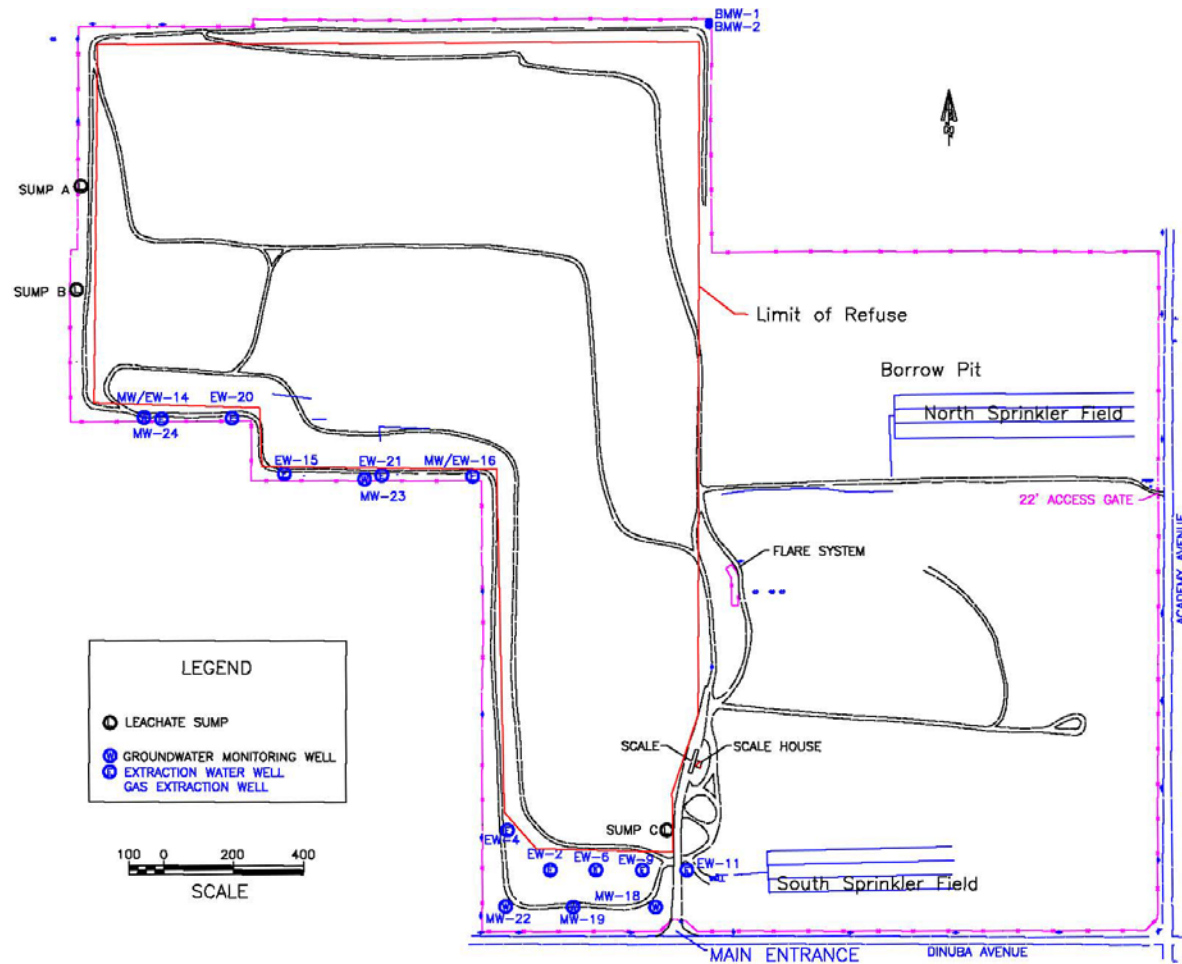 BMW-1
BMW-2
SUMP A
SUMP B
Limit of Refuse
Borrow Pit
North Sprinkler Field
MW/EW-14
EW-20
MW-24
EW-15
EW-21
MW/EW-16
MW-23
22' ACCESS GATE
FLARE SYSTEM
ACADEMY AVENUE
LEGEND
LEACHATE SUMP
GROUNDWATER MONITORING WELL
EXTRACTION WATER WELL
GAS EXTRACTION WELL
SCALE
SCALE HOUSE
SUMP C
EW-4
EW-2
EW-6
EW-9
EW-11
100 0 200 400
SCALE
South Sprinkler Field
MW-22
MW-19
MW-18
MAIN ENTRANCE
DINUBA AVENUE